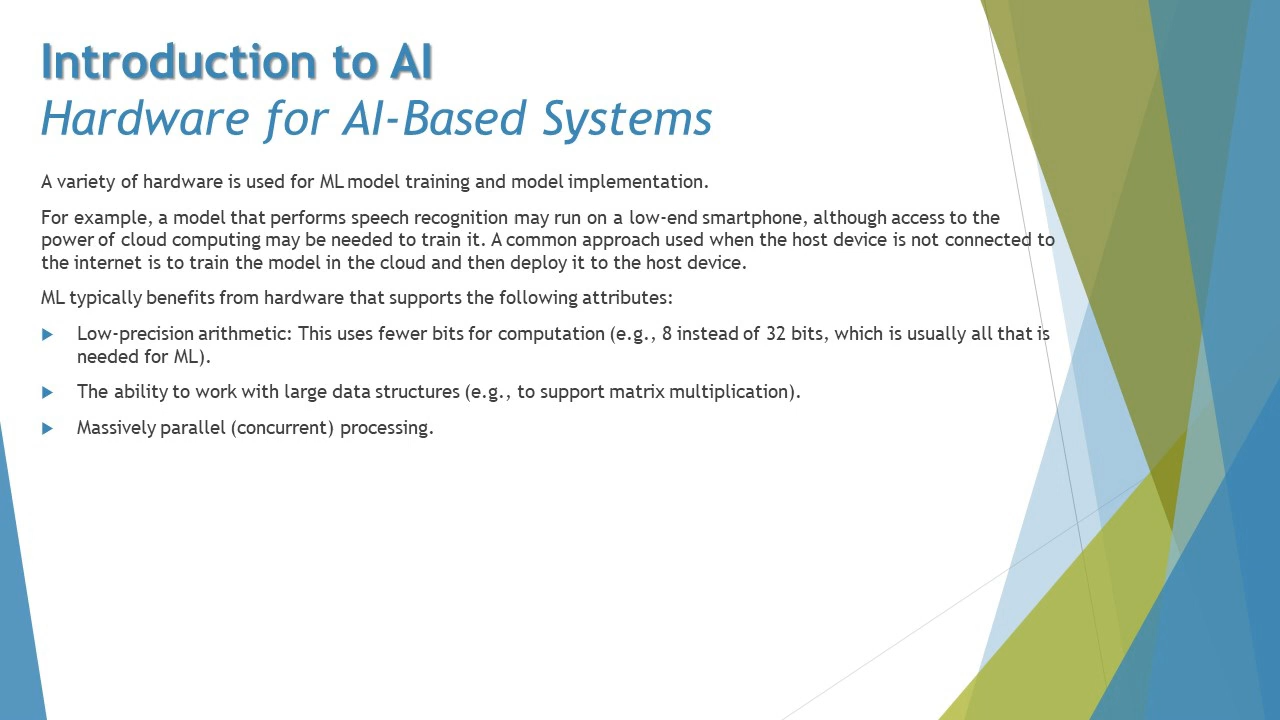 Introduction to AI
Hardware for AI-Based Systems
A variety of hardware is used for ML model training and model implementation.
For example, a model that performs speech recognition may run on a low-end smartphone, although access to the
power of cloud computing may be needed to train it. A common approach used when the host device is not connected to
the internet is to train the model in the cloud and then deploy it to the host device.
ML typically benefits from hardware that supports the following attributes:
Low-precision arithmetic: This uses fewer bits for computation (e.g., 8 instead of 32 bits, which is usually all that is
needed for ML).
The ability to work with large data structures (e.g., to support matrix multiplication).
Massively parallel (concurrent) processing.